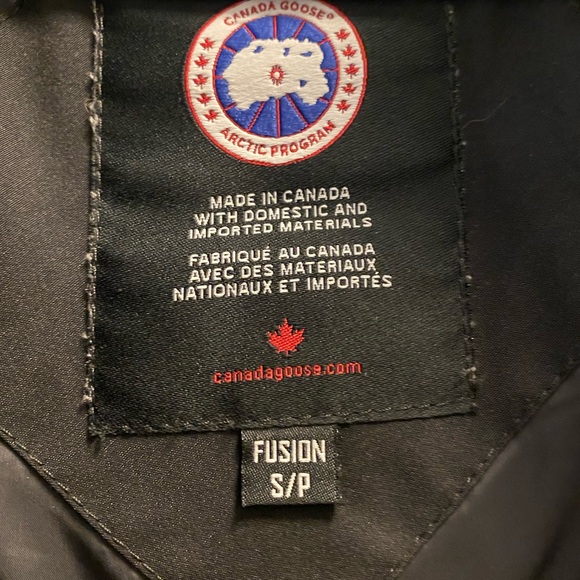 CANADA GOOSE®
ARCTIC PROGRAM
MADE IN CANADA
WITH DOMESTIC AND
IMPORTED MATERIALS
FABRIQUÉ AU CANADA
AVEC DES MATERIAUX
NATIONAUX ET IMPORTÉS
canadagoose.com
FUSION
S/P